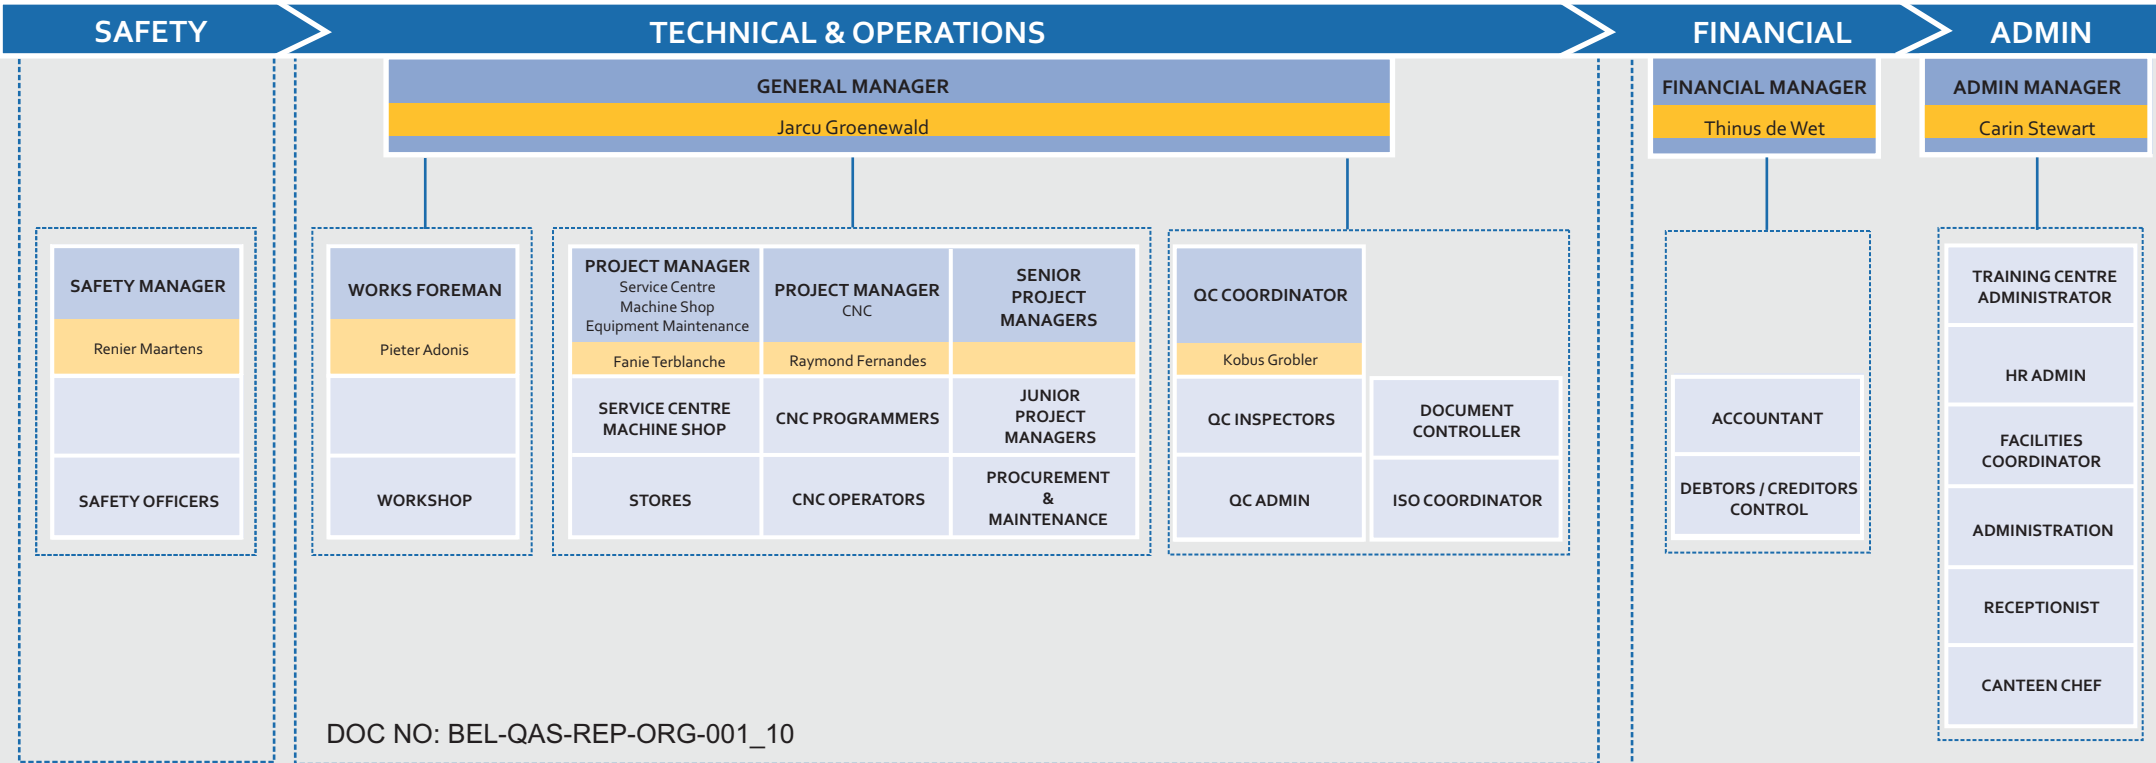 SAFETY
TECHNICAL & OPERATIONS
FINANCIAL
ADMIN
GENERAL MANAGER
Jarcu Groenewald
FINANCIAL MANAGER
Thinus de Wet
ADMIN MANAGER
Carin Stewart
SAFETY MANAGER
Renier Maartens
SAFETY OFFICERS
WORKS FOREMAN
Pieter Adonis
WORKSHOP
PROJECT MANAGER
Service Centre
Machine Shop
Equipment Maintenance
Fanie Terblanche
SERVICE CENTRE
MACHINE SHOP
STORES
PROJECT MANAGER
CNC
Raymond Fernandes
CNC PROGRAMMERS
CNC OPERATORS
SENIOR
PROJECT
MANAGERS
JUNIOR
PROJECT
MANAGERS
PROCUREMENT
&
MAINTENANCE
QC COORDINATOR
Kobus Grobler
QC INSPECTORS
QC ADMIN
DOCUMENT
CONTROLLER
ISO COORDINATOR
ACCOUNTANT
DEBTORS / CREDITORS
CONTROL
TRAINING CENTRE
ADMINISTRATOR
HR ADMIN
FACILITIES
COORDINATOR
ADMINISTRATION
RECEPTIONIST
CANTEEN CHEF
DOC NO: BEL-QAS-REP-ORG-001_10